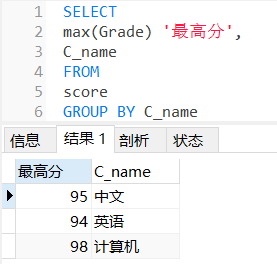 1 SELECT
2 max(Grade) '最高分',
3 C_name
4 FROM
5 score
6 GROUP BY C_name
信息 结果 1 剖析 状态
最高分 C_name
95 中文
94 英语
98 计算机